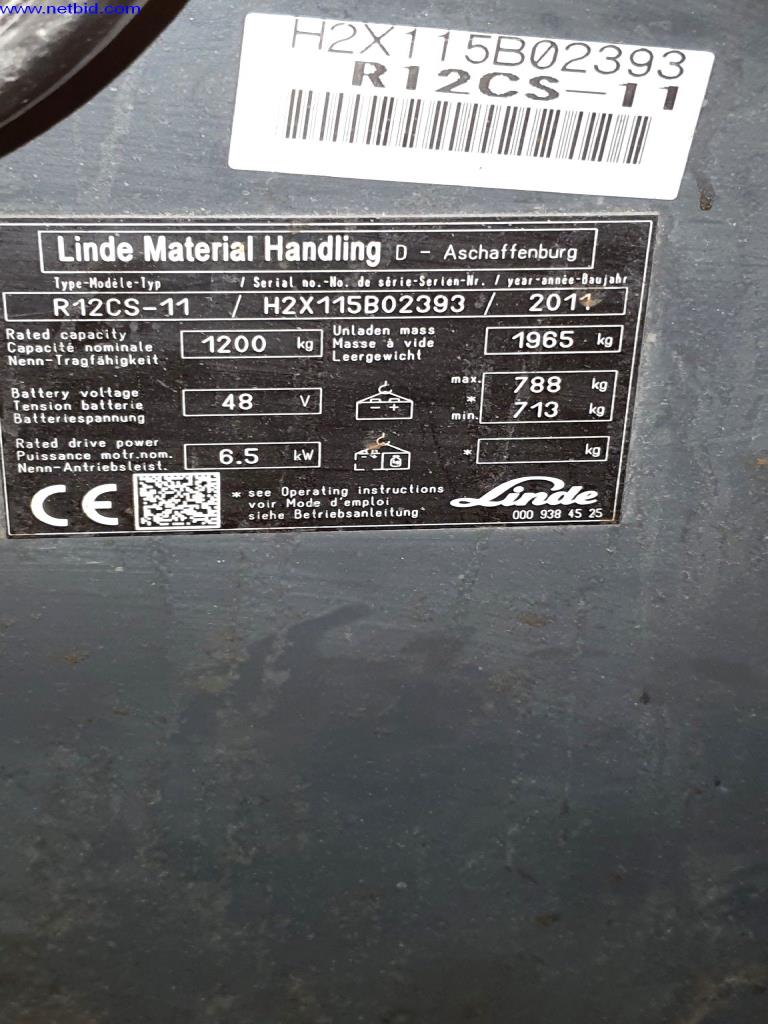 www.netbid.com
H2X115B02393
R12CS-11
Linde Material Handling D - Aschaffenburg
Type-Modèle-Typ / Serial no.-No. de série-Serien-Nr. / year-année-Baujahr
R12CS-11 / H2X115B02393 / 2011
Rated capacity
Capacité nominale
Nenn-Tragfähigkeit
1200 kg
Unladen mass
Masse à vide
Leergewicht
1965 kg
Battery voltage
Tension batterie
Batteriespannung
48 V
max. 788 kg
*
min. 713 kg
Rated drive power
Puissance motr.nom.
Nenn-Antriebsleist.
6.5 kW
* kg
CE
* see Operating instructions
voir Mode d'emploi
siehe Betriebsanleitung
Linde
000 938 45 25